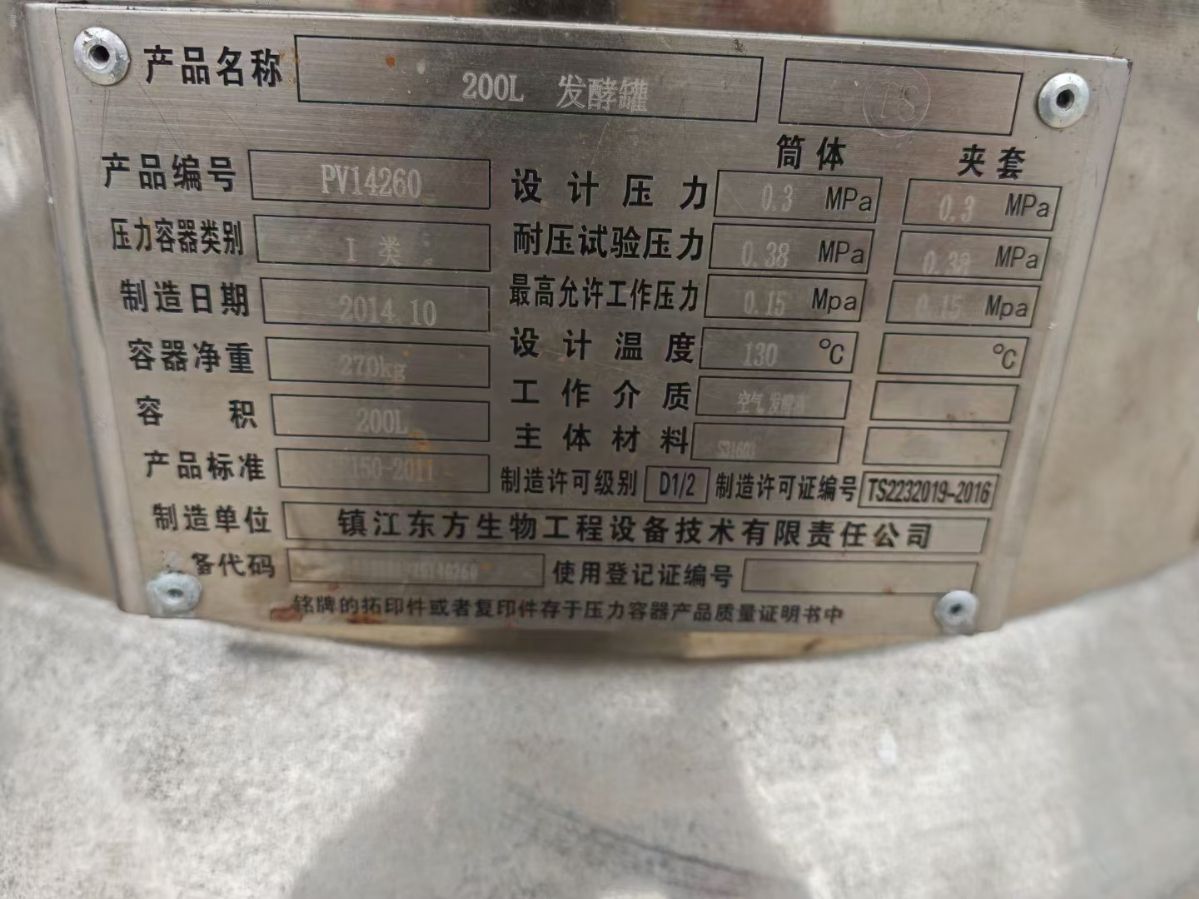 产品名称 200L 发酵罐 TS
筒体 夹套
产品编号 PV14260 设计压力 0.3 MPa 0.3 MPa
压力容器类别 I 类 耐压试验压力 0.38 MPa 0.38 MPa
制造日期 2014.10 最高允许工作压力 0.15 Mpa 0.15 Mpa
容器净重 270kg 设计温度 130 ℃ ℃
容积 200L 工作介质 空气
产品标准 150-2011 主体材料
制造许可级别 D1/2 制造许可证编号 TS2232019-2016
制造单位 镇江东方生物工程设备技术有限责任公司
备代码 使用登记证编号
铭牌的拓印件或者复印件存于压力容器产品质量证明书中